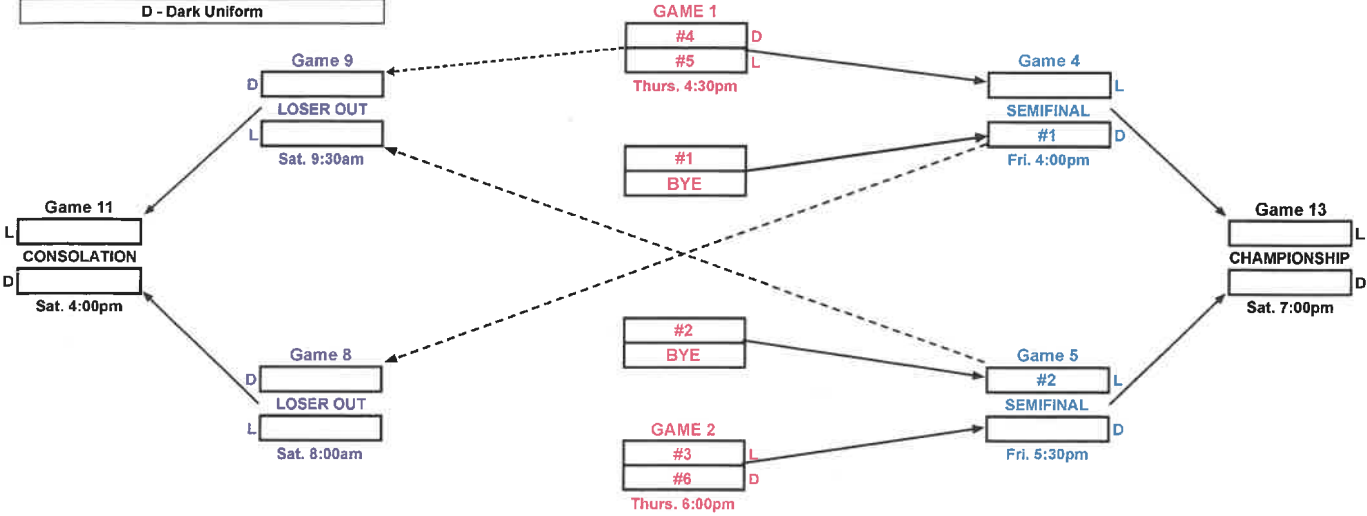 D - Dark Uniform
GAME 1
#4 D
#5 L
Thurs. 4:30pm
Game 9
D
LOSER OUT
L
Sat. 9:30am
Game 4
L
SEMIFINAL
#1 D
Fri. 4:00pm
#1
BYE
Game 11
L
CONSOLATION
D
Sat. 4:00pm
Game 13
L
CHAMPIONSHIP
D
Sat. 7:00pm
#2
BYE
Game 8
D
LOSER OUT
L
Sat. 8:00am
Game 5
#2 L
SEMIFINAL
D
Fri. 5:30pm
GAME 2
#3 L
#6 D
Thurs. 6:00pm